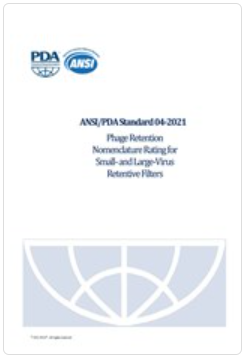 PDA
ANSI
ANSI/PDA Standard 04-2021
Phage Retention
Nomenclature Rating for
Small- and Large-Virus
Retentive Filters